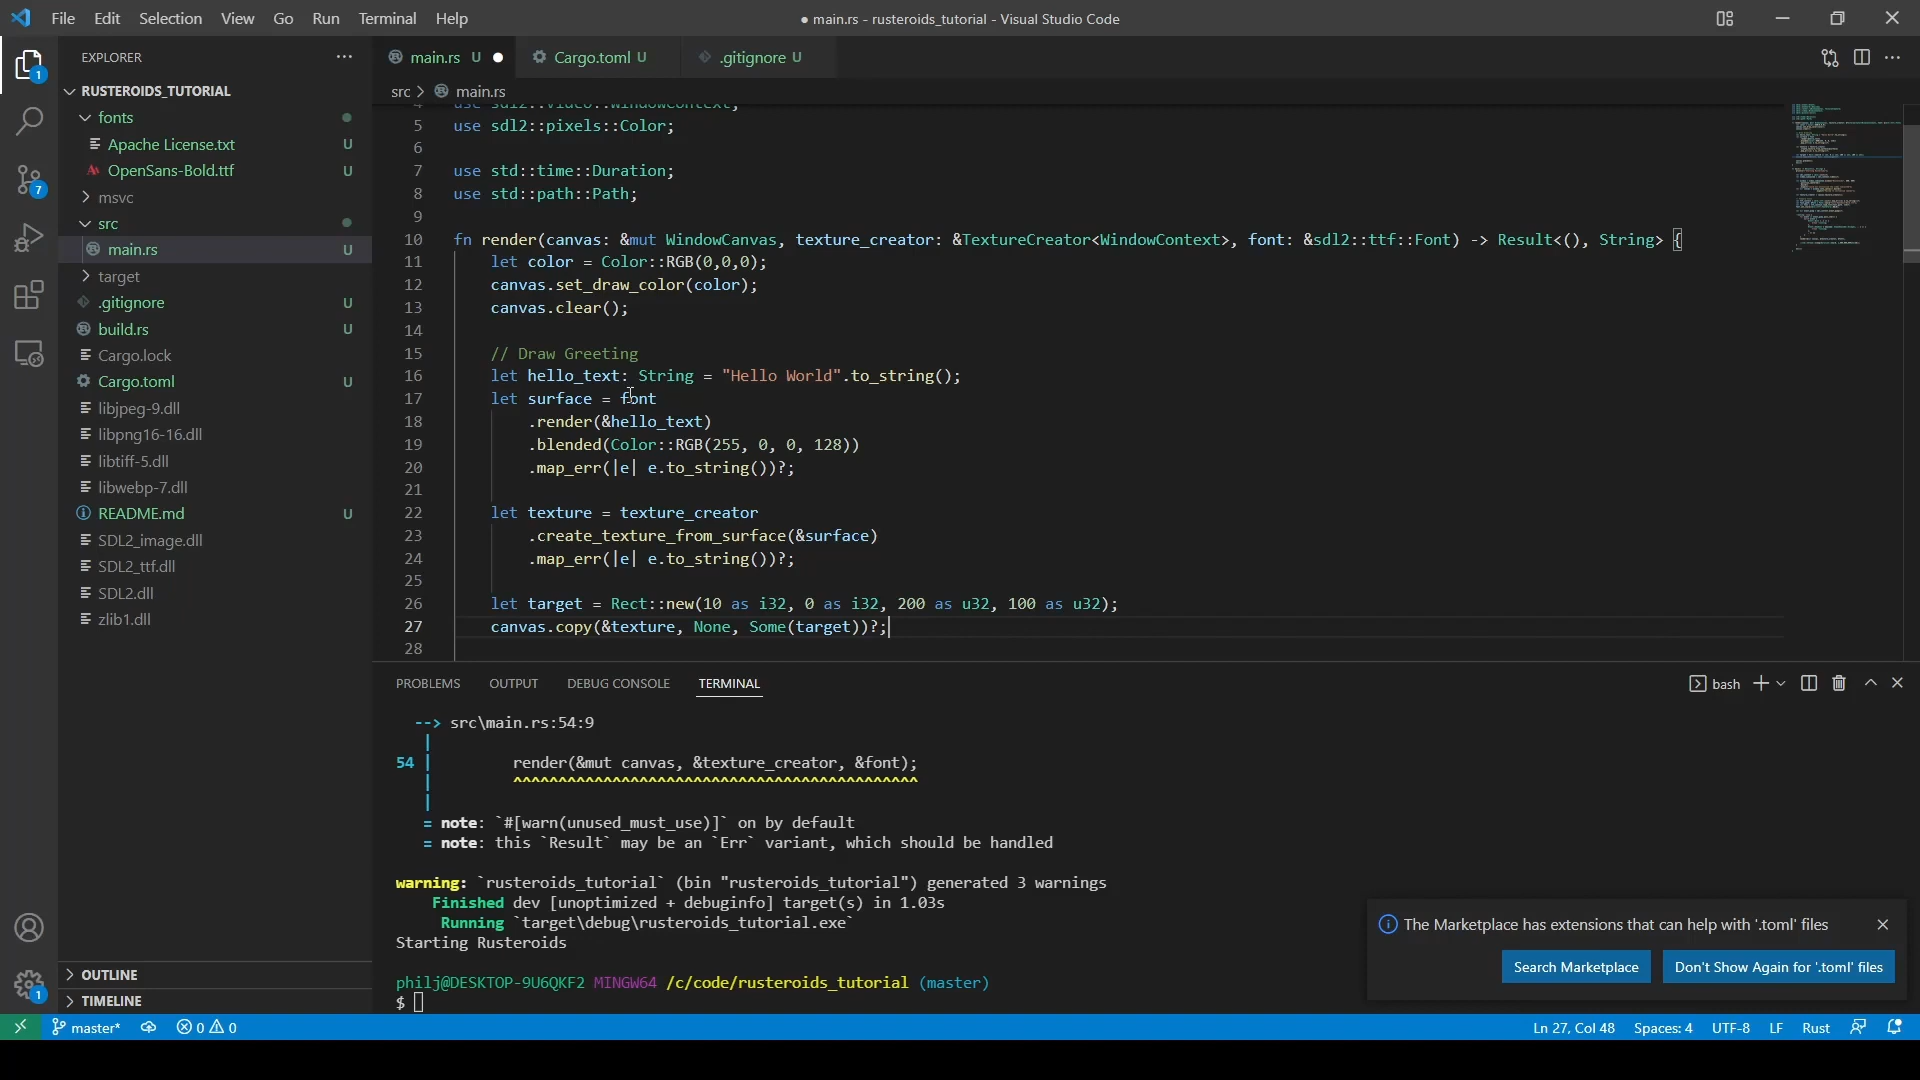 File Edit Selection View Go Run Terminal Help
● main.rs - rusteroids_tutorial - Visual Studio Code
EXPLORER
main.rs U
Cargo.toml U
.gitignore U
1
RUSTEROIDS_TUTORIAL
fonts
Apache License.txt U
OpenSans-Bold.ttf U
msvc
src
main.rs U
target
.gitignore U
build.rs U
Cargo.lock
Cargo.toml U
libjpeg-9.dll
libpng16-16.dll
libtiff-5.dll
libwebp-7.dll
README.md U
SDL2_image.dll
SDL2_ttf.dll
SDL2.dll
zlib1.dll
7
OUTLINE
TIMELINE
1
src > main.rs
4 use sdl2::video::WindowContext;
5 use sdl2::pixels::Color;
6
7 use std::time::Duration;
8 use std::path::Path;
9
10 fn render(canvas: &mut WindowCanvas, texture_creator: &TextureCreator<WindowContext>, font: &sdl2::ttf::Font) -> Result<(), String> {
11 let color = Color::RGB(0,0,0);
12 canvas.set_draw_color(color);
13 canvas.clear();
14
15 // Draw Greeting
16 let hello_text: String = "Hello World".to_string();
17 let surface = font
18 .render(&hello_text)
19 .blended(Color::RGB(255, 0, 0, 128))
20 .map_err(|e| e.to_string())?;
21
22 let texture = texture_creator
23 .create_texture_from_surface(&surface)
24 .map_err(|e| e.to_string())?;
25
26 let target = Rect::new(10 as i32, 0 as i32, 200 as u32, 100 as u32);
27 canvas.copy(&texture, None, Some(target))?;
28
PROBLEMS OUTPUT DEBUG CONSOLE TERMINAL
bash
--> src\main.rs:54:9
|
54 | render(&mut canvas, &texture_creator, &font);
| ^^^^^^^^^^^^^^^^^^^^^^^^^^^^^^^^^^^^^^^^^^^^^
|
= note: `#[warn(unused_must_use)]` on by default
= note: this `Result` may be an `Err` variant, which should be handled
warning: `rusteroids_tutorial` (bin "rusteroids_tutorial") generated 3 warnings
Finished dev [unoptimized + debuginfo] target(s) in 1.03s
Running `target\debug\rusteroids_tutorial.exe`
Starting Rusteroids
philj@DESKTOP-9U6QKF2 MINGW64 /c/code/rusteroids_tutorial (master)
$
The Marketplace has extensions that can help with '.toml' files
Search Marketplace
Don't Show Again for '.toml' files
master* 0 0
Ln 27, Col 48 Spaces: 4 UTF-8 LF Rust